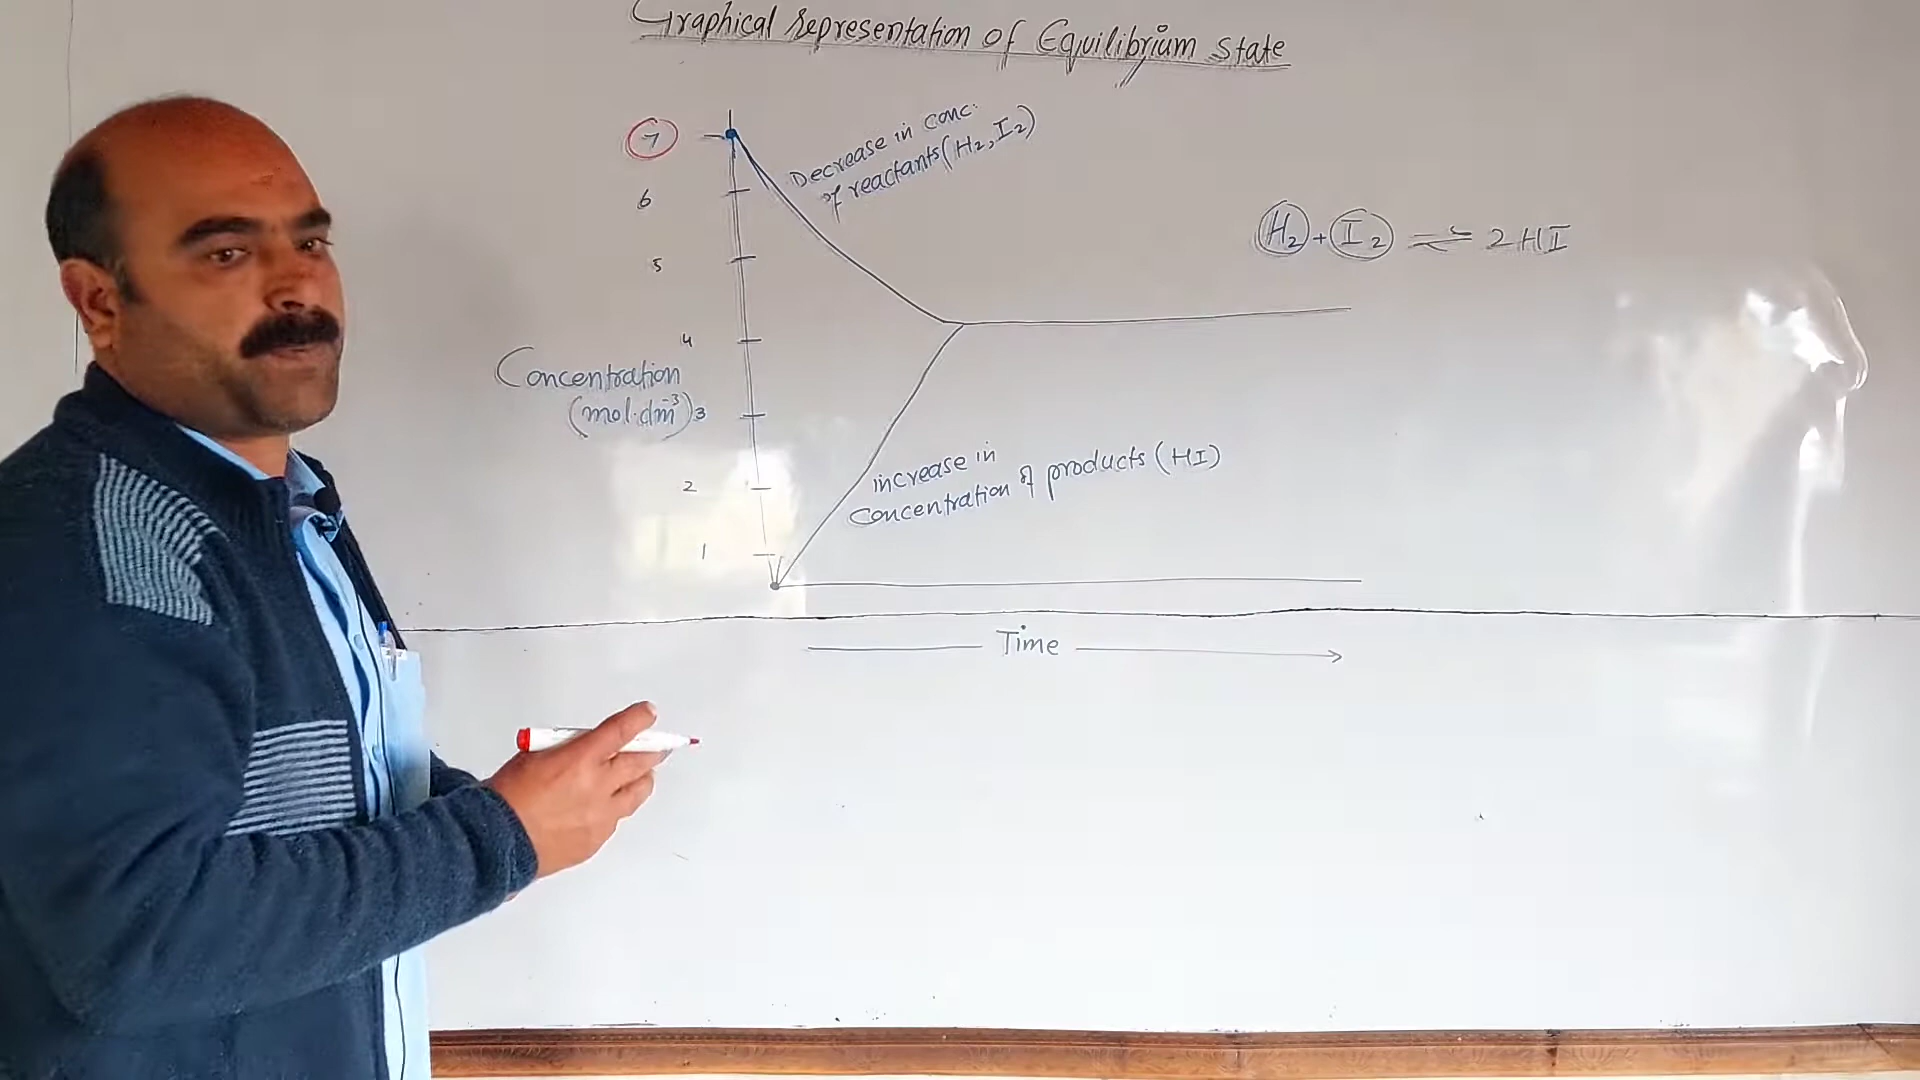 Graphical representation of Equilibrium state
Decrease in conc.
of reactants (H₂, I₂)
7
6
5
4
3
2
1
H₂ + I₂ ⇌ 2HI
Concentration
(mol.dm⁻³)
increase in
concentration of products (HI)
Time